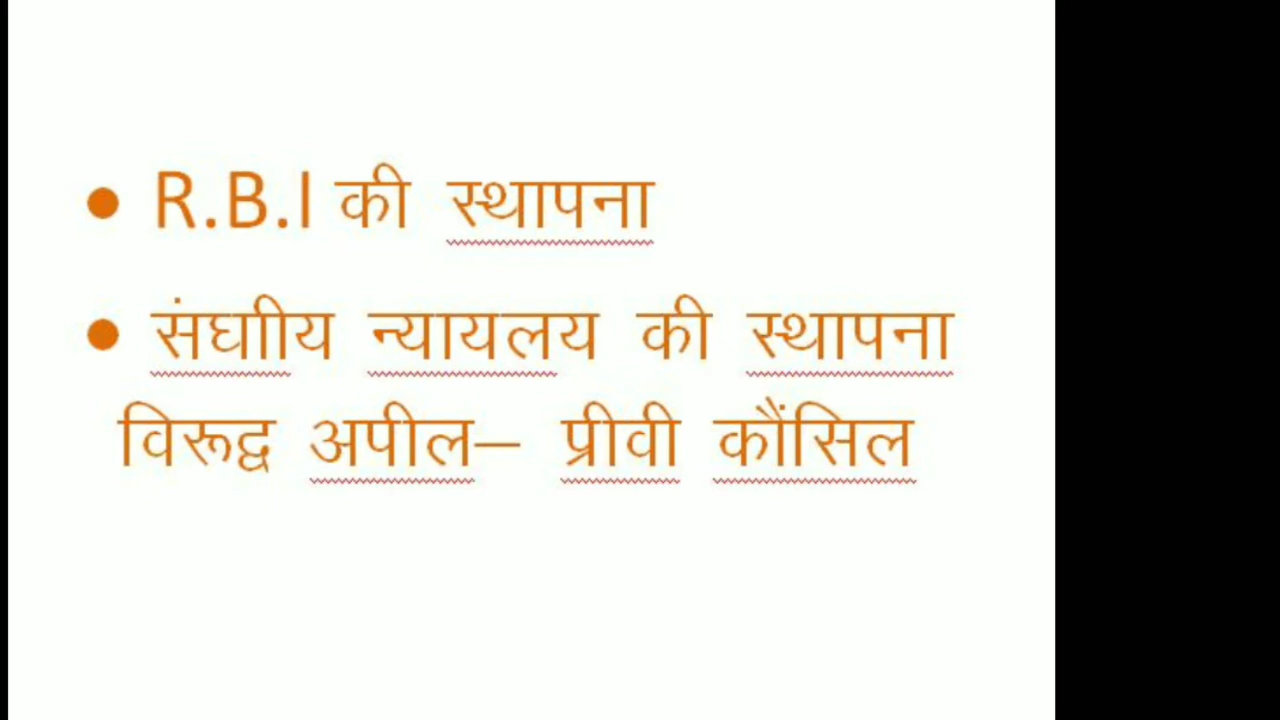 • R.B.I की स्थापना
• संघाीय न्यायलय की स्थापना
विरूद्व अपील– प्रीवी कौंसिल